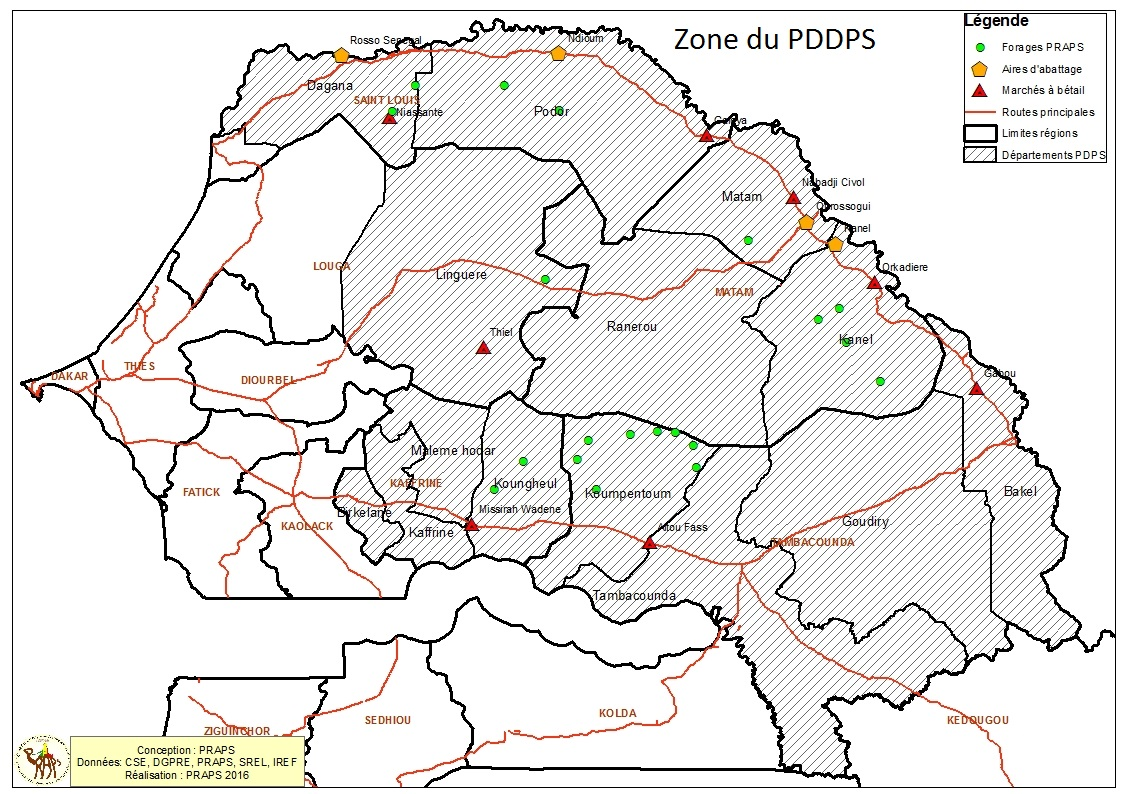 Zone du PDDPS
Légende
Forages PRAPS
Aires d'abattage
Marchés à bétail
Routes principales
Limites régions
Départements PDPS
Rosso Senegal
Ndioum
Dagana
SAINT LOUIS
Niassante
Podor
Matam
Nabadji Civol
Ourossogui
Kanel
LOUGA
Linguere
Orkadiere
MATAM
Ranerou
Thiel
Kanel
THIES
DAKAR
DIOURBEL
Gabou
Maleme hodar
KAFFRINE
Koungheul
Koumpentoum
FATICK
Bakel
Birkelane
Missirah Wadene
KAOLACK
Kaffrine
Goudiry
TAMBACOUNDA
Tambacounda
KOLDA
SEDHIOU
KEDOUGOU
ZIGUINCHOR
Conception : PRAPS
Données: CSE, DGPRE, PRAPS, SREL, IREF
Réalisation : PRAPS 2016